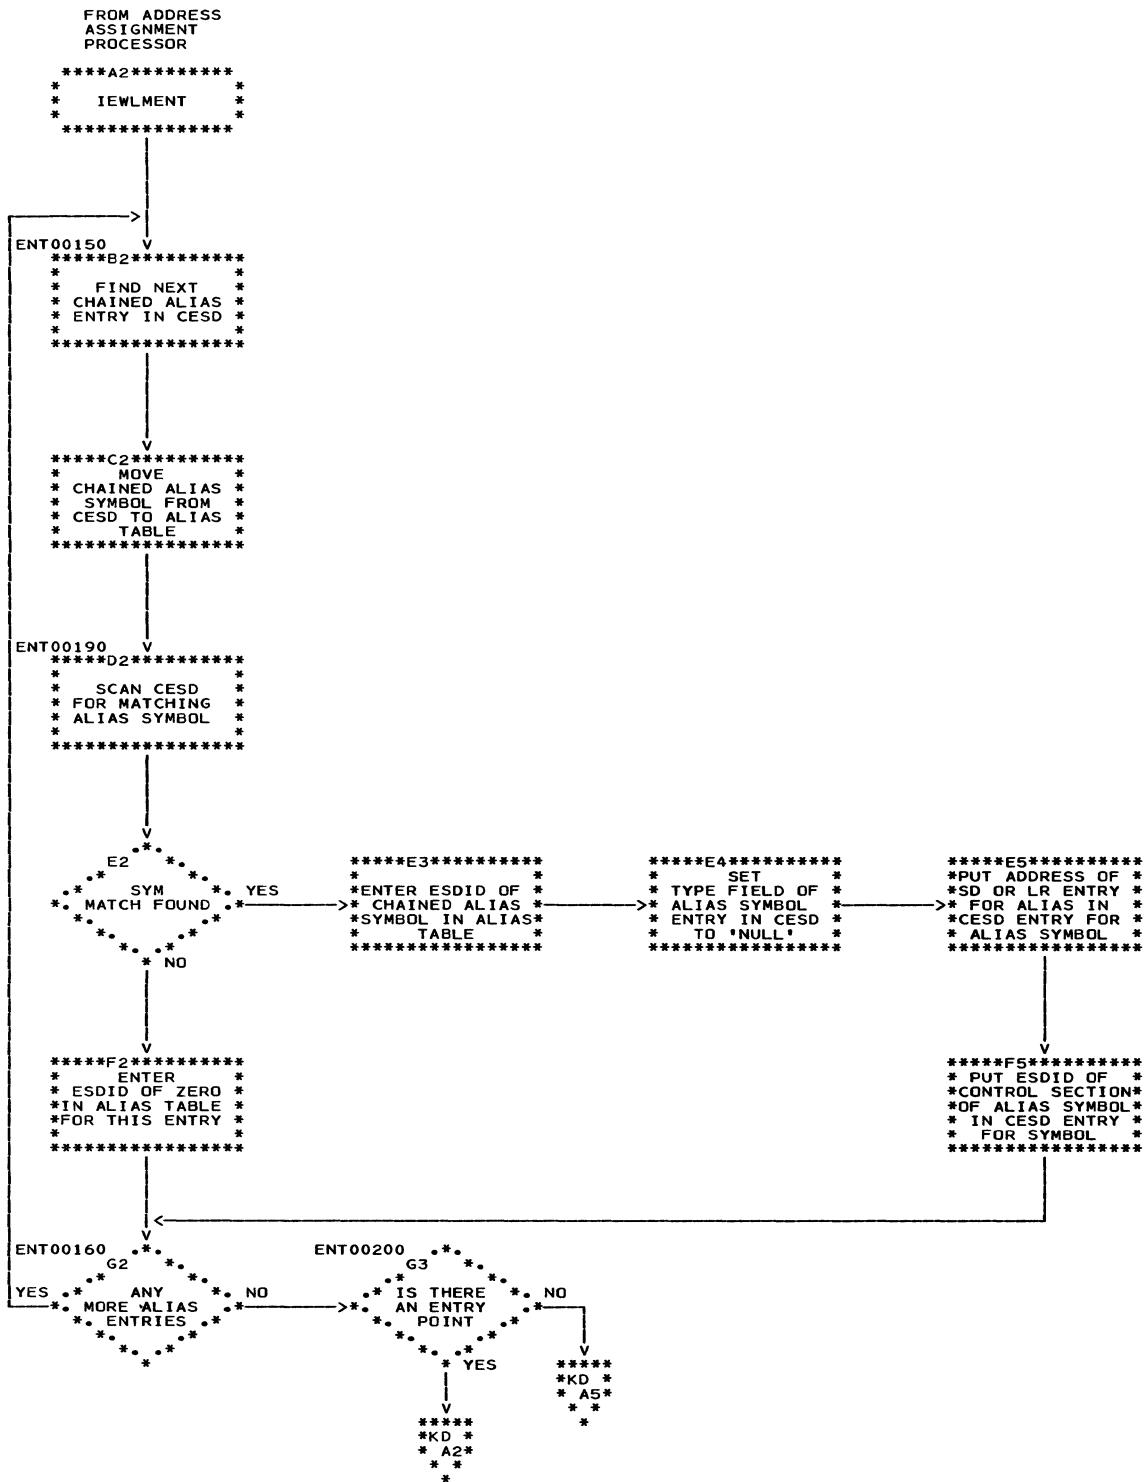 FROM ADDRESS
ASSIGNMENT
PROCESSOR
****A2*********
* *
* IEWLMENT *
* *
***************
ENT00150
*****B2**********
* *
* FIND NEXT *
* CHAINED ALIAS *
* ENTRY IN CESD *
* *
*****************
*****C2**********
* MOVE *
* CHAINED ALIAS *
* SYMBOL FROM *
* CESD TO ALIAS *
* TABLE *
*****************
ENT00190
*****D2**********
* *
* SCAN CESD *
* FOR MATCHING *
* ALIAS SYMBOL *
* *
*****************
E2
SYM
MATCH FOUND
YES
NO
*****E3**********
* *
*ENTER ESDID OF *
* CHAINED ALIAS *
*SYMBOL IN ALIAS*
* TABLE *
*****************
*****E4**********
* SET *
* TYPE FIELD OF *
* ALIAS SYMBOL *
* ENTRY IN CESD *
* TO 'NULL' *
*****************
*****E5**********
*PUT ADDRESS OF *
* SD OR LR ENTRY *
* FOR ALIAS IN *
*CESD ENTRY FOR *
* ALIAS SYMBOL *
*****************
*****F2**********
* ENTER *
* ESDID OF ZERO *
*IN ALIAS TABLE *
*FOR THIS ENTRY *
* *
*****************
*****F5**********
* PUT ESDID OF *
*CONTROL SECTION*
*OF ALIAS SYMBOL*
* IN CESD ENTRY *
* FOR SYMBOL *
*****************
ENT00160
G2
YES
ANY
MORE ALIAS
ENTRIES
NO
ENT00200
G3
IS THERE
AN ENTRY
POINT
NO
YES
*****
*KD *
* A5*
* *
*
*****
*KD *
* A2*
* *
*